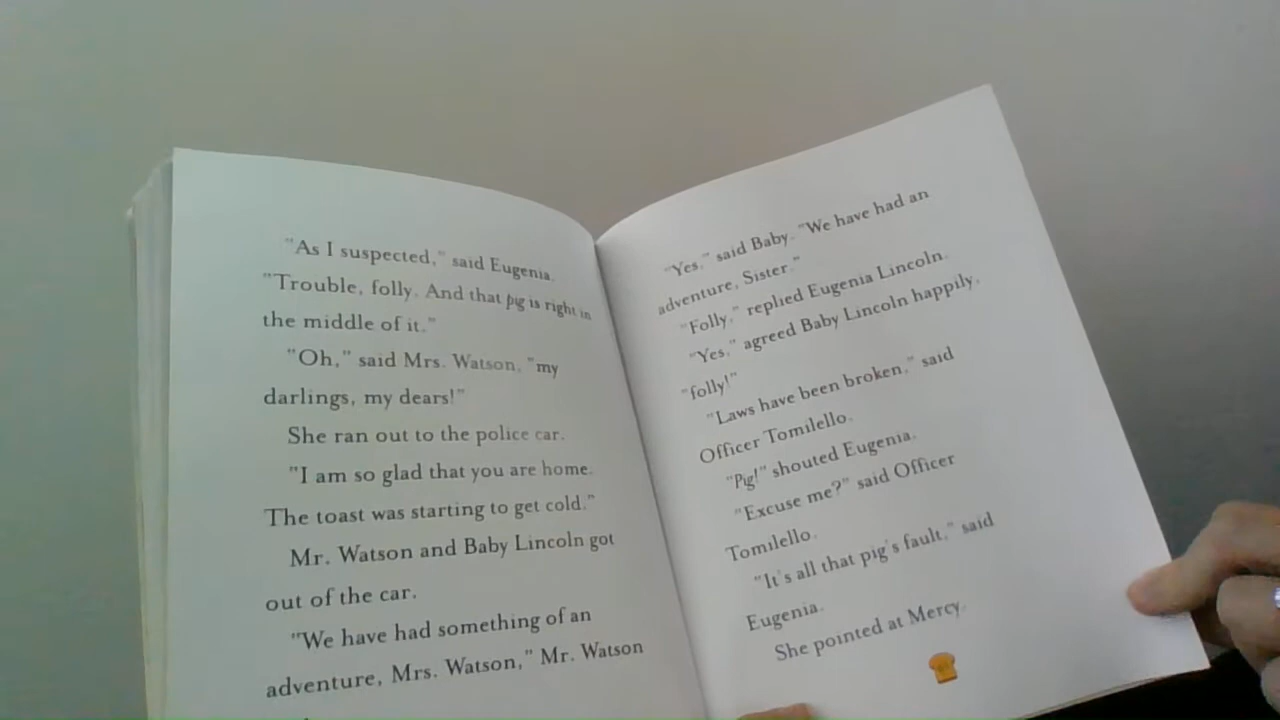 "As I suspected," said Eugenia.
"Trouble, folly. And that pig is right in
the middle of it."
"Oh," said Mrs. Watson, "my
darlings, my dears!"
She ran out to the police car.
"I am so glad that you are home.
The toast was starting to get cold."
Mr. Watson and Baby Lincoln got
out of the car.
"We have had something of an
adventure, Mrs. Watson," Mr. Watson
"Yes," said Baby. "We have had an
adventure, Sister."
"Folly," replied Eugenia Lincoln.
"Yes," agreed Baby Lincoln happily,
"folly!"
"Laws have been broken," said
Officer Tomilello.
"Pig!" shouted Eugenia.
"Excuse me?" said Officer
Tomilello.
"It's all that pig's fault," said
Eugenia.
She pointed at Mercy.